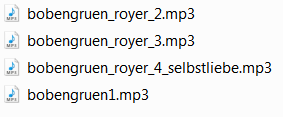 bobengruen_royer_2.mp3
bobengruen_royer_3.mp3
bobengruen_royer_4_selbstliebe.mp3
bobengruen1.mp3